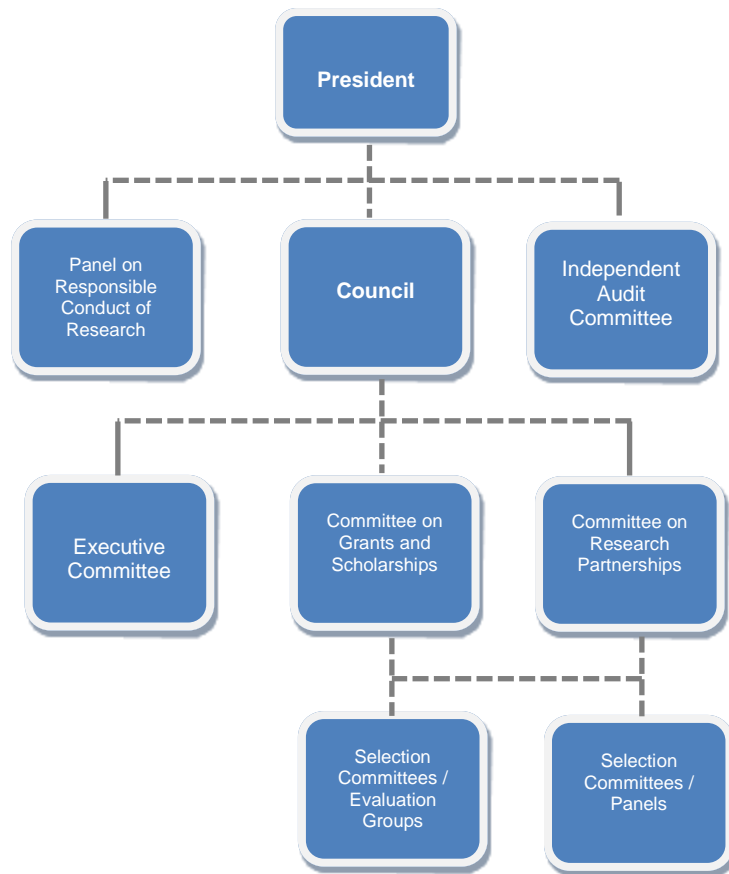 President
Panel on
Responsible
Conduct of
Research
Council
Independent
Audit
Committee
Executive
Committee
Committee on
Grants and
Scholarships
Committee on
Research
Partnerships
Selection
Committees /
Evaluation
Groups
Selection
Committees /
Panels